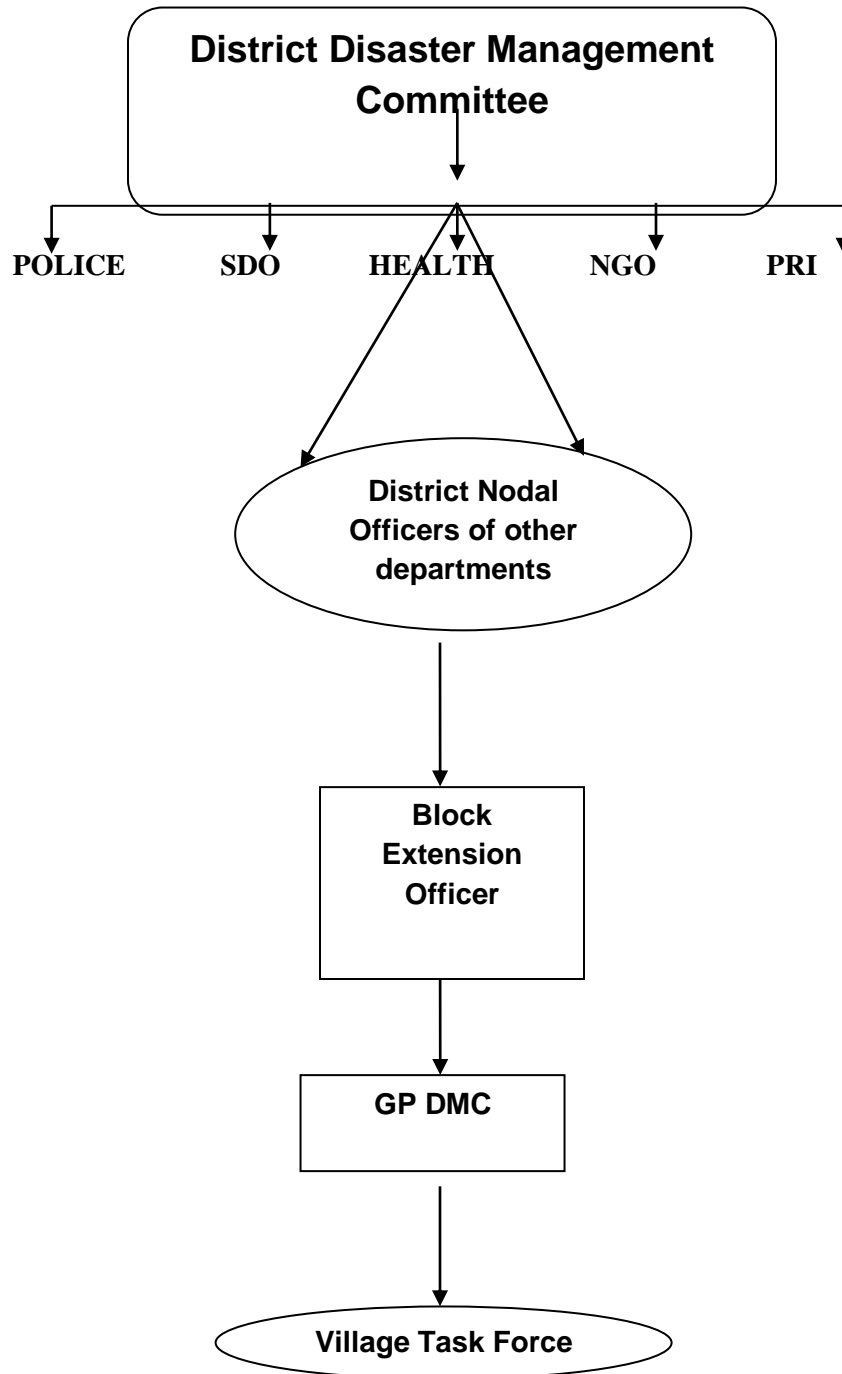 District Disaster Management
Committee
POLICE SDO HEALTH NGO PRI
District Nodal
Officers of other
departments
Block
Extension
Officer
GP DMC
Village Task Force